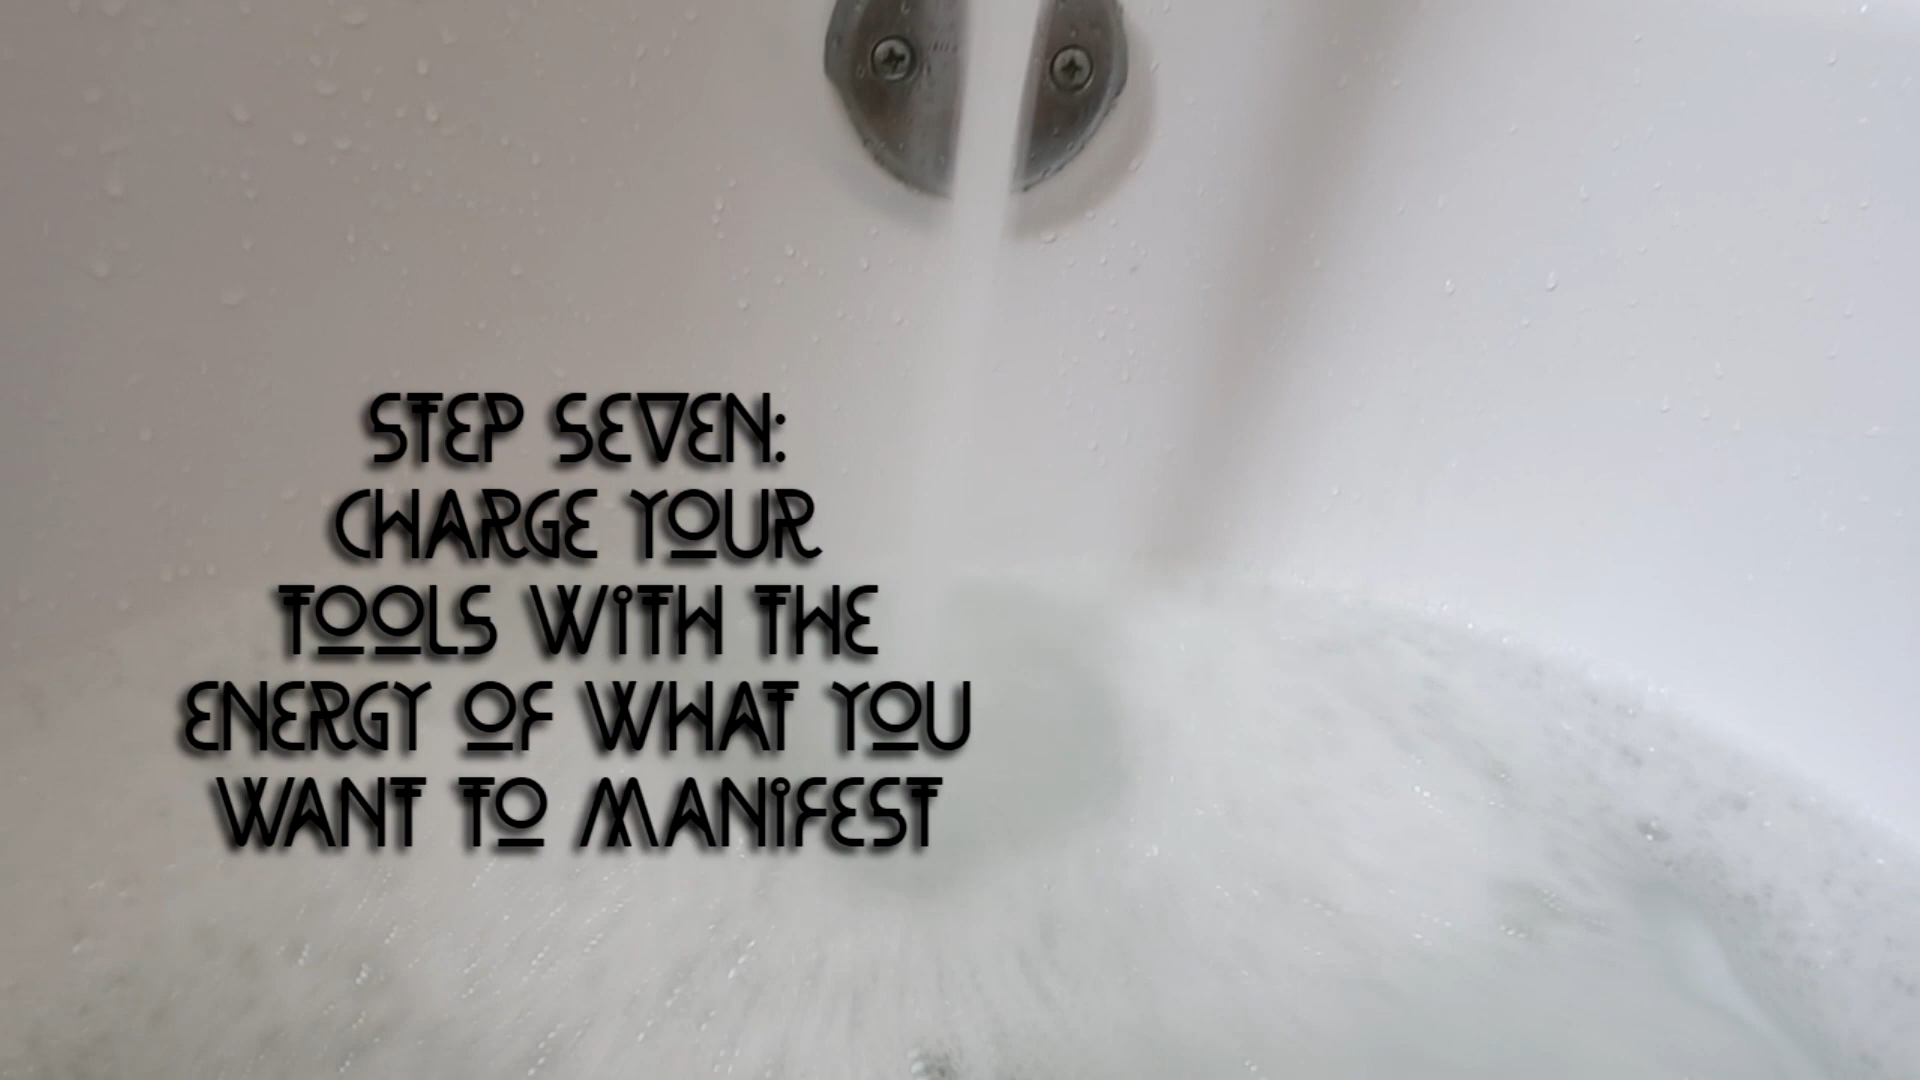 STEP SEVEN:
CHARGE YOUR
TOOLS WITH THE
ENERGY OF WHAT YOU
WANT TO MANIFEST